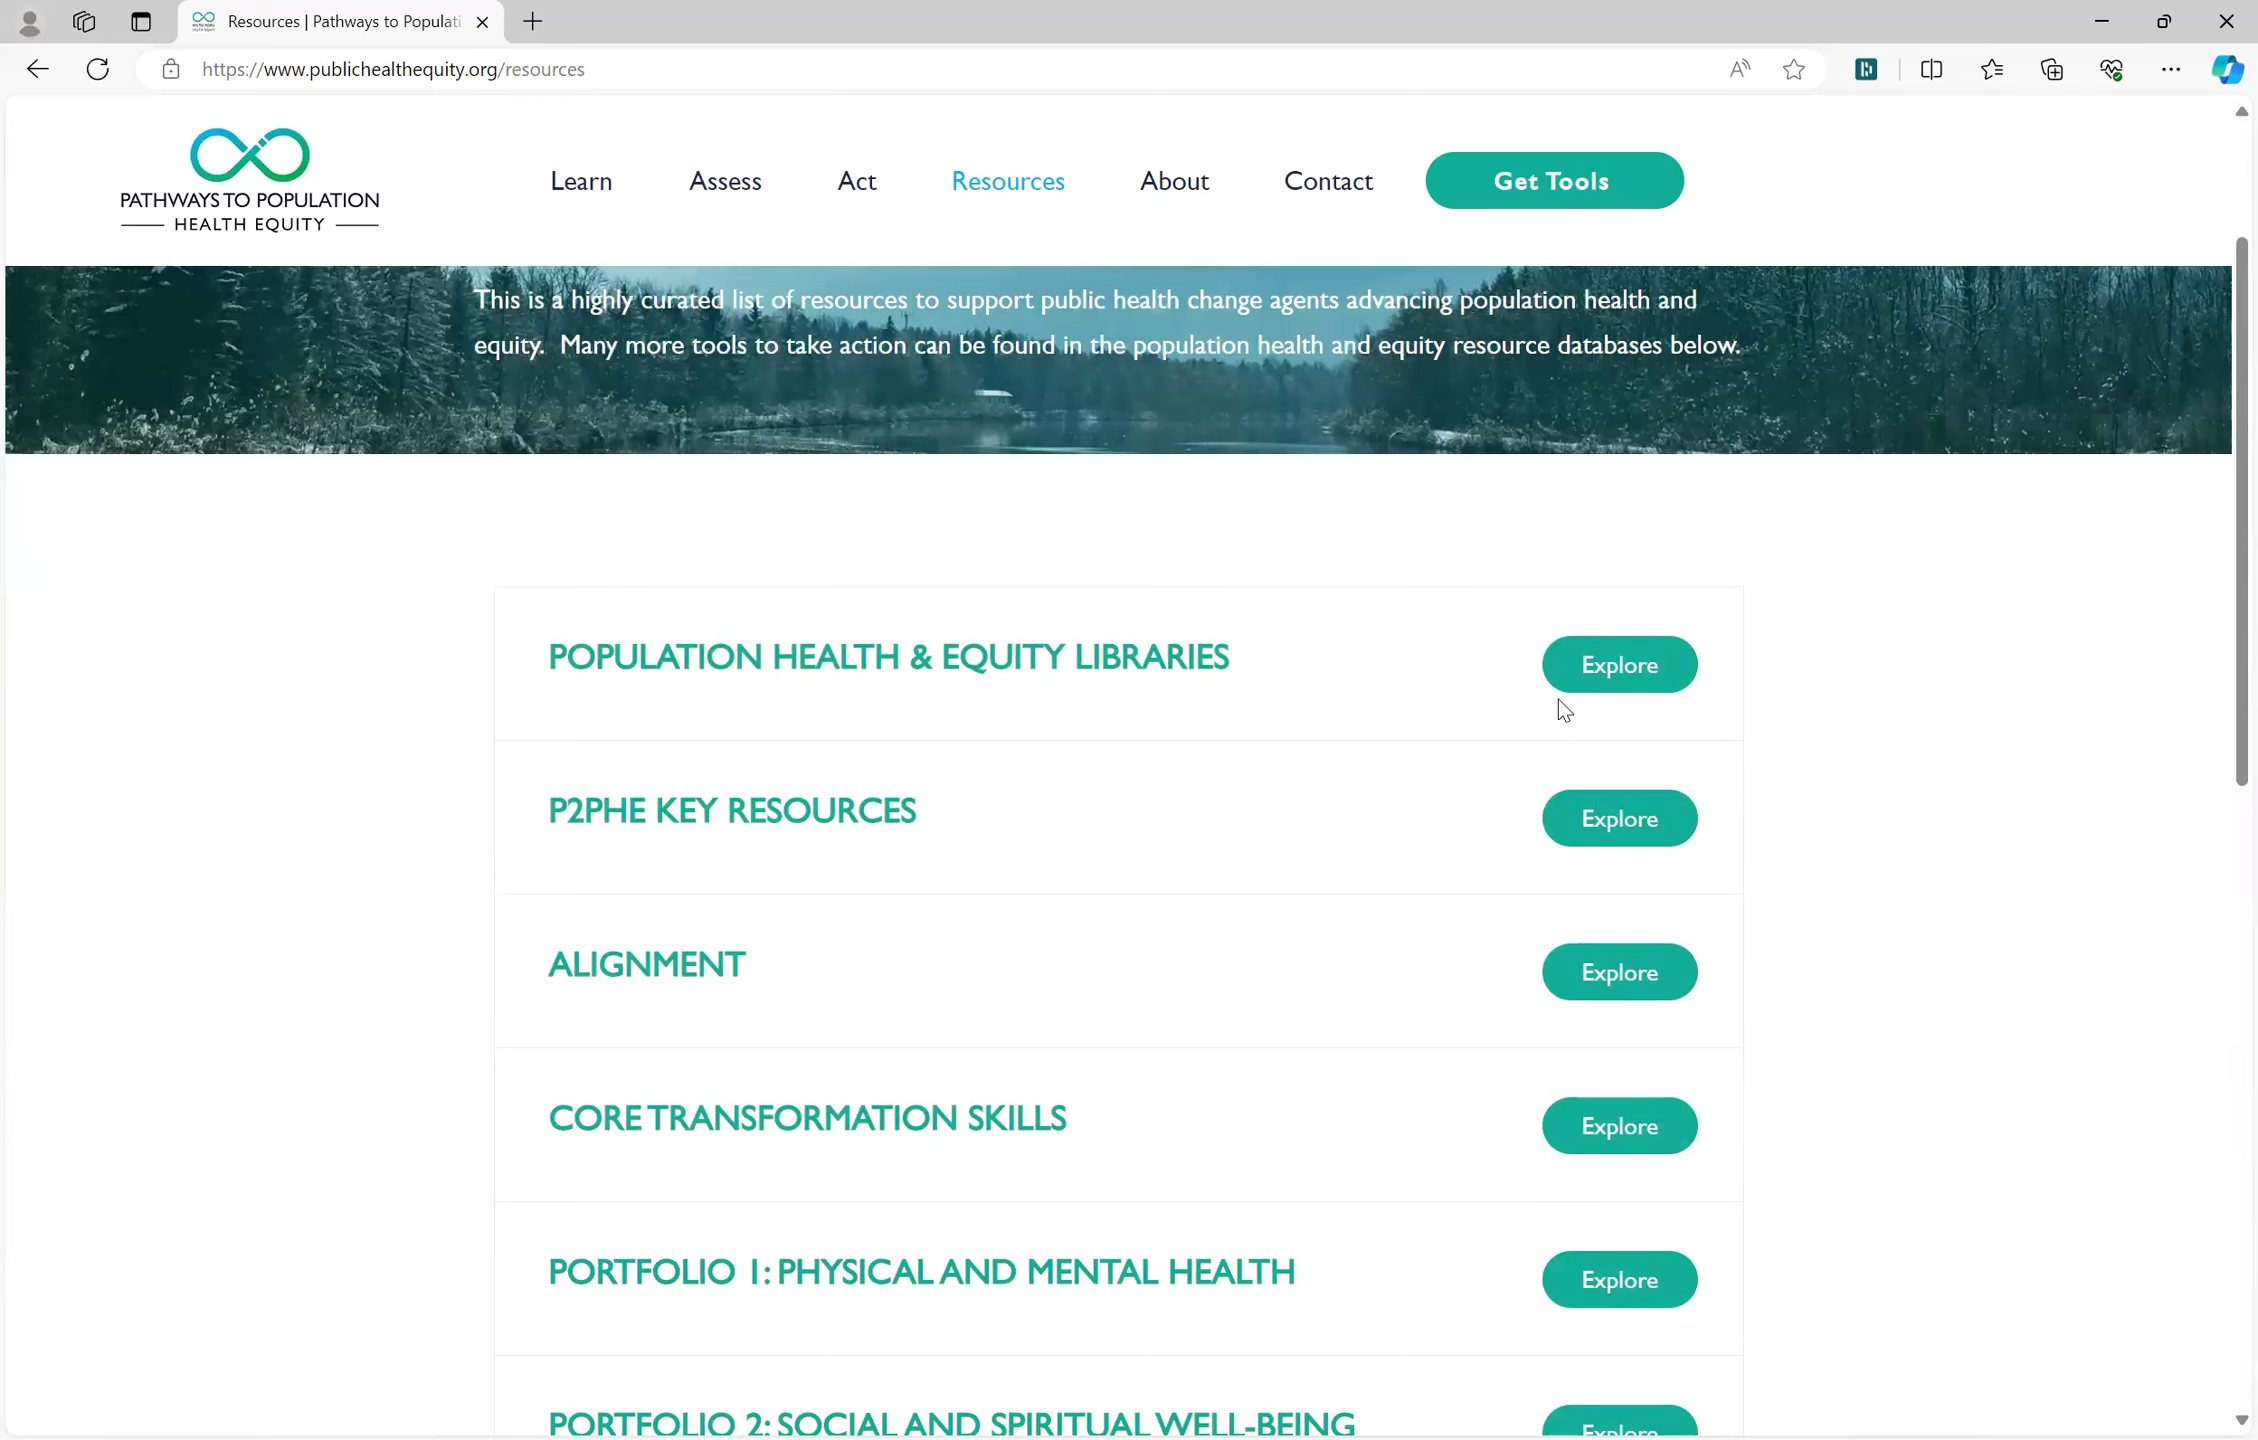 Resources | Pathways to Populati
https://www.publichealthequity.org/resources
PATHWAYS TO POPULATION
HEALTH EQUITY
Learn
Assess
Act
Resources
About
Contact
Get Tools
This is a highly curated list of resources to support public health change agents advancing population health and
equity. Many more tools to take action can be found in the population health and equity resource databases below.
POPULATION HEALTH & EQUITY LIBRARIES
Explore
P2PHE KEY RESOURCES
Explore
ALIGNMENT
Explore
CORE TRANSFORMATION SKILLS
Explore
PORTFOLIO 1: PHYSICAL AND MENTAL HEALTH
Explore
PORTFOLIO 2: SOCIAL AND SPIRITUAL WELL-BEING
Explore